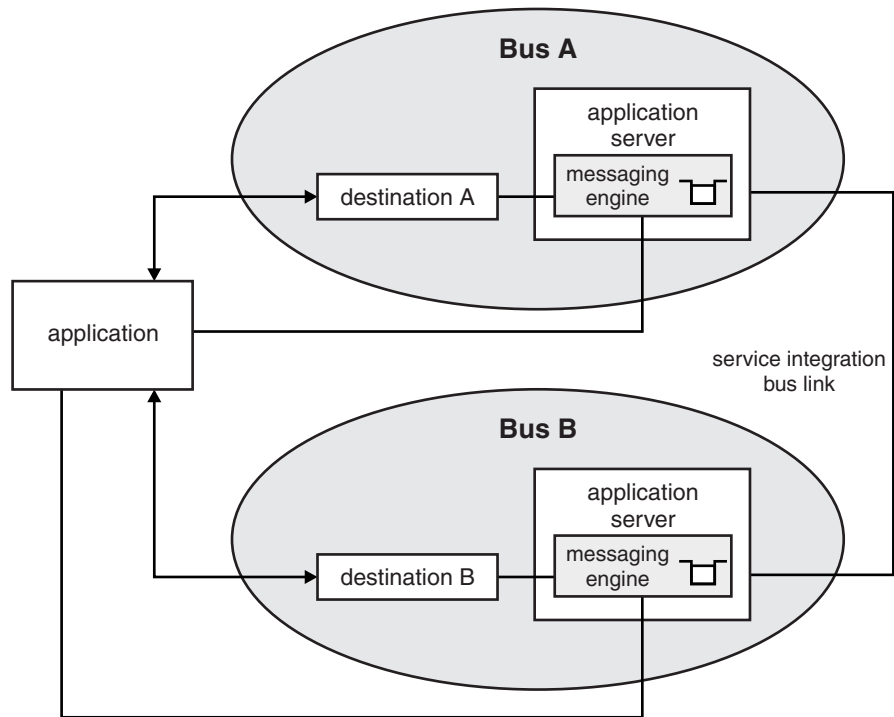 Bus A
application
server
messaging
engine
destination A
application
service integration
bus link
Bus B
application
server
messaging
engine
destination B